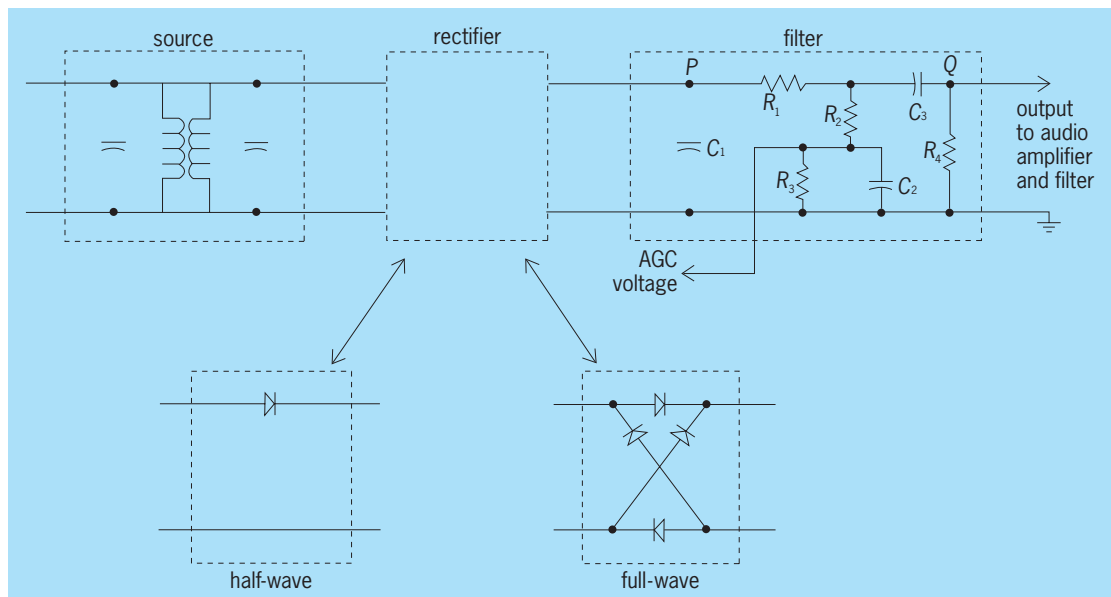 source
rectifier
filter
P
R1
C3
Q
R2
output
to audio
amplifier
and filter
C1
R4
R3
C2
AGC
voltage
half-wave
full-wave